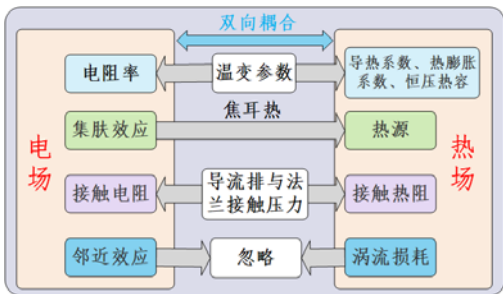 双向耦合
电场
热场
电阻率
温变参数
导热系数、热膨胀
系数、恒压热容
集肤效应
焦耳热
热源
接触电阻
导流排与法
兰接触压力
接触热阻
邻近效应
忽略
涡流损耗